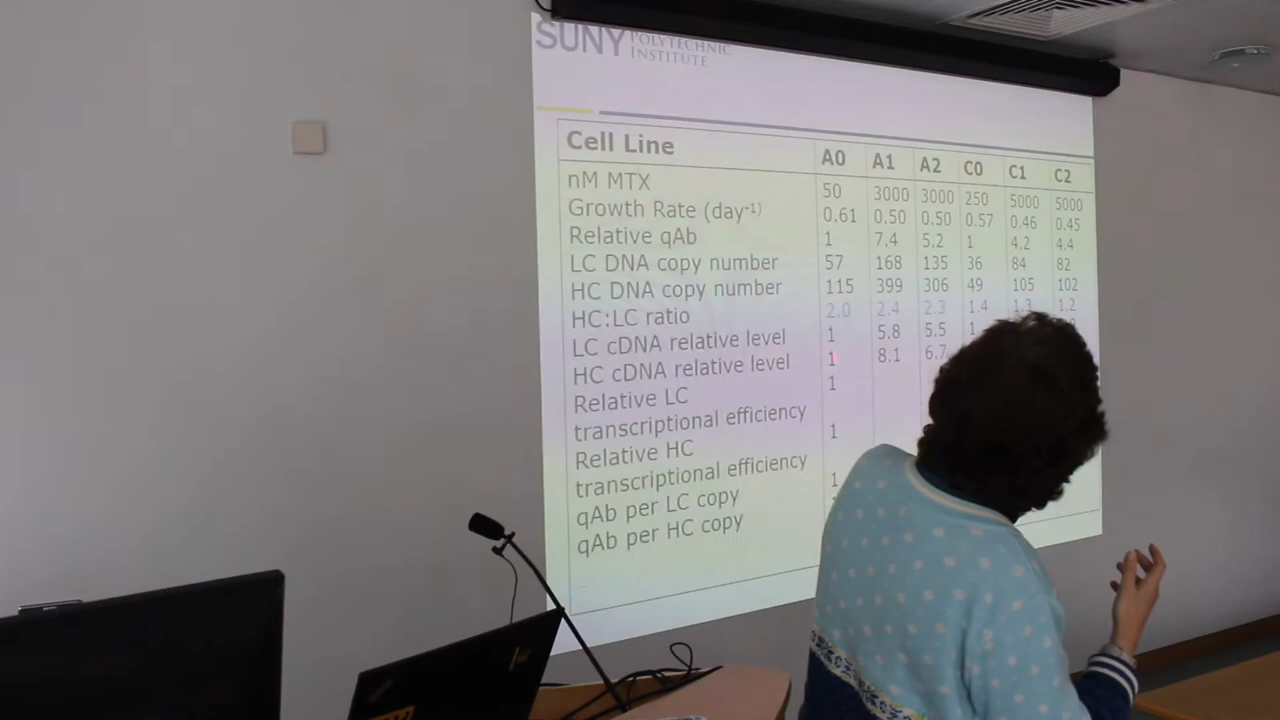 SUNY POLYTECHNIC
INSTITUTE
Cell Line A0 A1 A2 C0 C1 C2
nM MTX 50 3000 3000 250 5000 5000
Growth Rate (day-1) 0.61 0.50 0.50 0.57 0.46 0.45
Relative qAb 1 7.4 5.2 1 4.2 4.4
LC DNA copy number 57 168 135 36 84 82
HC DNA copy number 115 399 306 49 105 102
HC:LC ratio 2.0 2.4 2.3 1.4 1.3 1.2
LC cDNA relative level 1 5.8 5.5 1
HC cDNA relative level 1 8.1 6.7
Relative LC 1
transcriptional efficiency
Relative HC 1
transcriptional efficiency
qAb per LC copy 1
qAb per HC copy